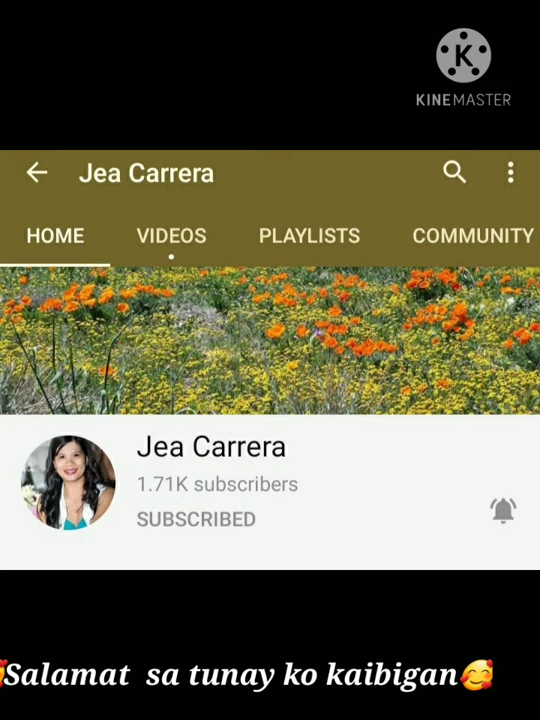 K
KINEMASTER
Jea Carrera
HOME VIDEOS PLAYLISTS COMMUNITY
Jea Carrera
1.71K subscribers
SUBSCRIBED
🥰Salamat sa tunay ko kaibigan🥰